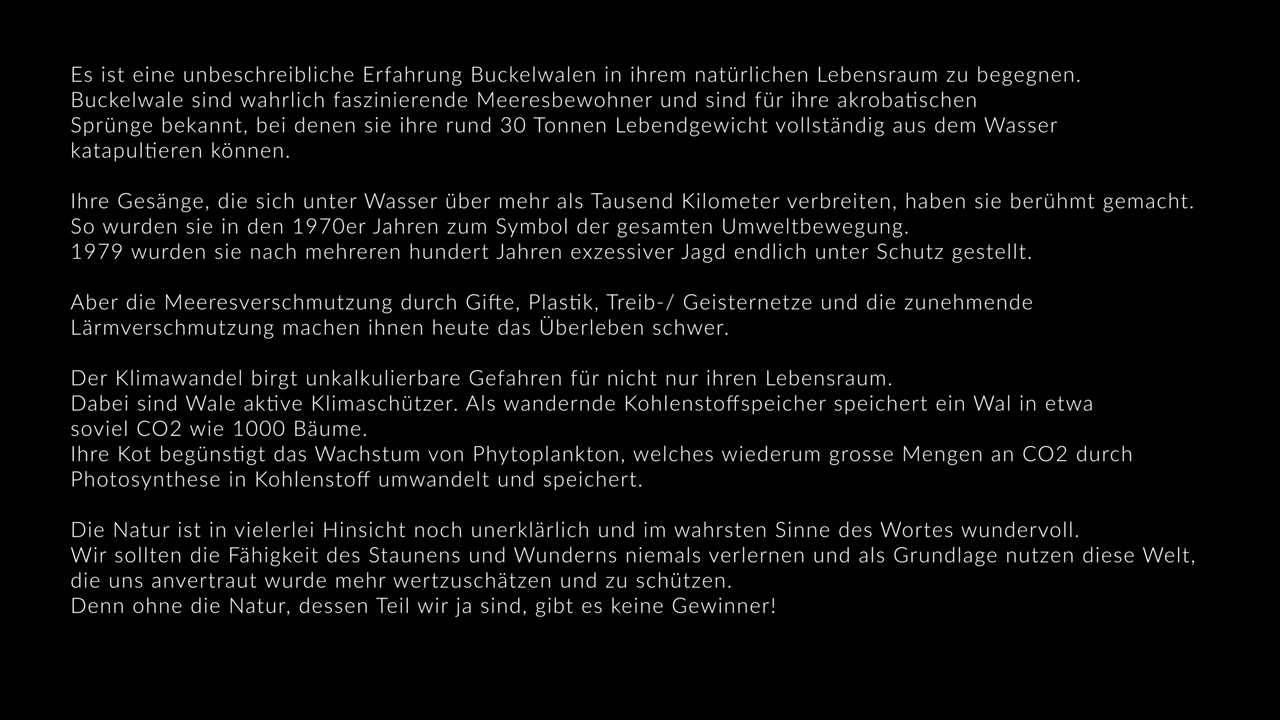 Es ist eine unbeschreibliche Erfahrung Buckelwalen in ihrem natürlichen Lebensraum zu begegnen.
Buckelwale sind wahrlich faszinierende Meeresbewohner und sind für ihre akrobatischen
Sprünge bekannt, bei denen sie ihre rund 30 Tonnen Lebendgewicht vollständig aus dem Wasser
katapultieren können.
Ihre Gesänge, die sich unter Wasser über mehr als Tausend Kilometer verbreiten, haben sie berühmt gemacht.
So wurden sie in den 1970er Jahren zum Symbol der gesamten Umweltbewegung.
1979 wurden sie nach mehreren hundert Jahren exzessiver Jagd endlich unter Schutz gestellt.
Aber die Meeresverschmutzung durch Gifte, Plastik, Treib-/ Geisternetze und die zunehmende
Lärmverschmutzung machen ihnen heute das Überleben schwer.
Der Klimawandel birgt unkalkulierbare Gefahren für nicht nur ihren Lebensraum.
Dabei sind Wale aktive Klimaschützer. Als wandernde Kohlenstoffspeicher speichert ein Wal in etwa
soviel CO2 wie 1000 Bäume.
Ihre Kot begünstigt das Wachstum von Phytoplankton, welches wiederum grosse Mengen an CO2 durch
Photosynthese in Kohlenstoff umwandelt und speichert.
Die Natur ist in vielerlei Hinsicht noch unerklärlich und im wahrsten Sinne des Wortes wundervoll.
Wir sollten die Fähigkeit des Staunens und Wunderns niemals verlernen und als Grundlage nutzen diese Welt,
die uns anvertraut wurde mehr wertzuschätzen und zu schützen.
Denn ohne die Natur, dessen Teil wir ja sind, gibt es keine Gewinner!